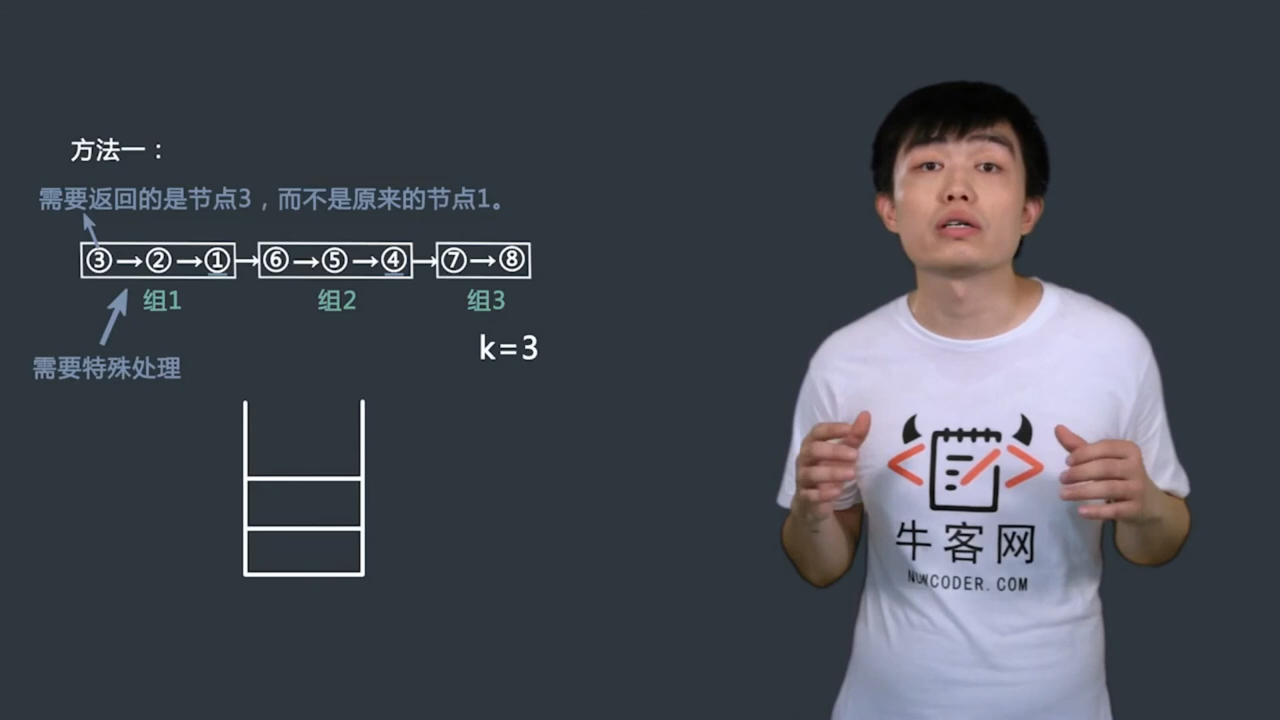 方法一：
需要返回的是节点3，而不是原来的节点1。
③→②→①→⑥→⑤→④→⑦→⑧
组1 组2 组3
k=3
需要特殊处理
牛客网
NOWCODER.COM